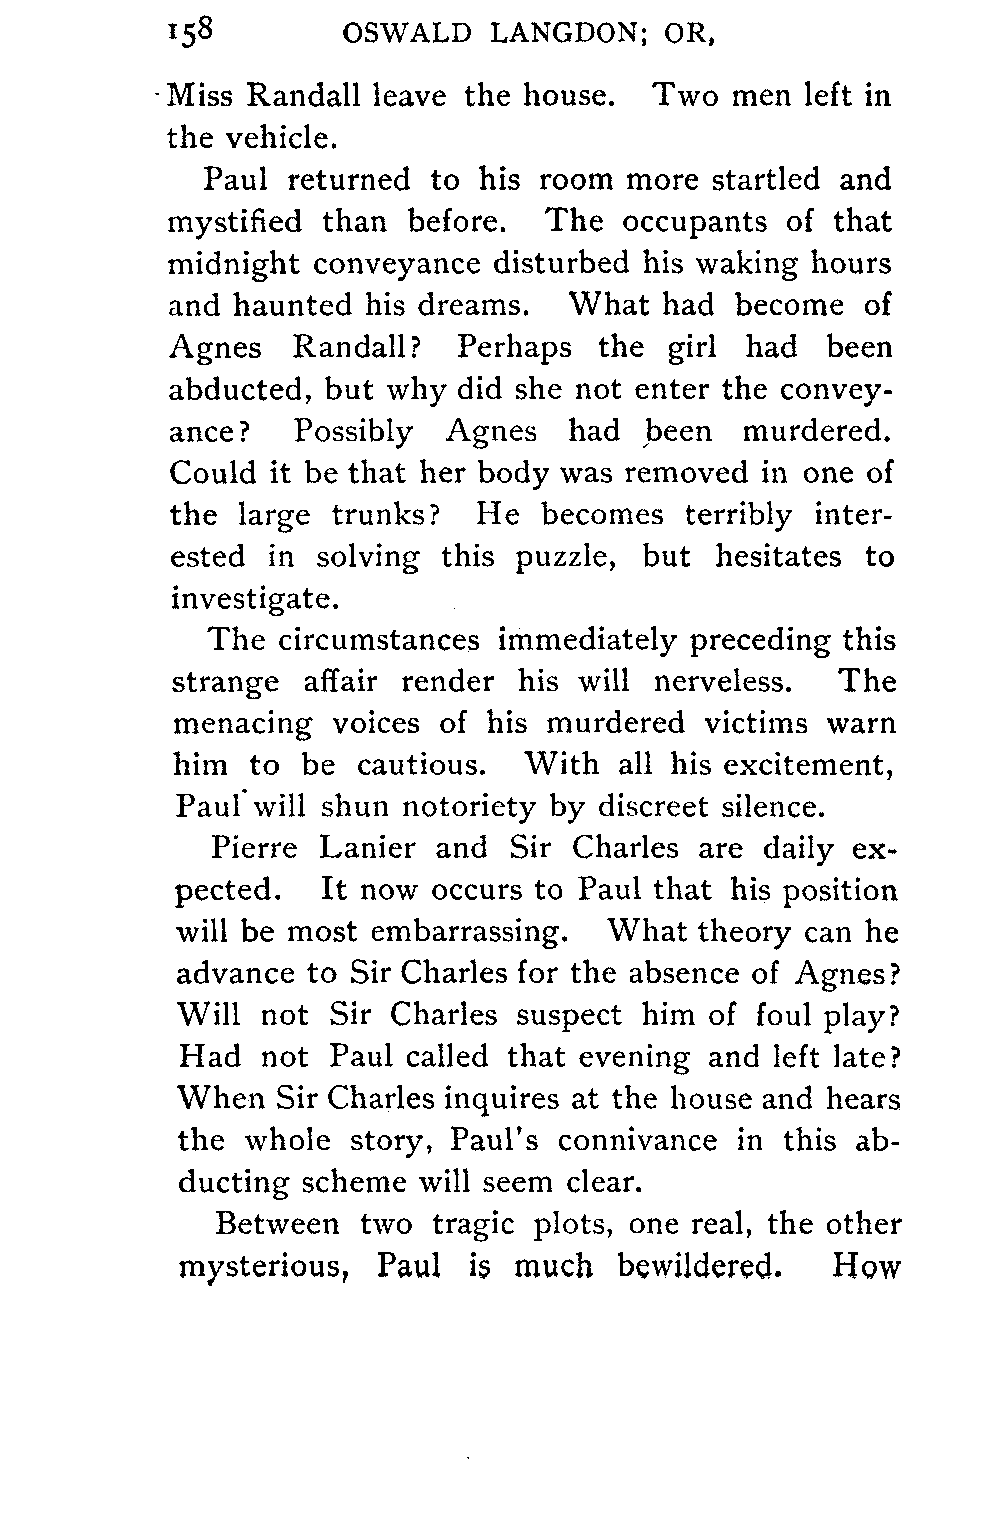 158 OSWALD LANGDON; OR,
Miss Randall leave the house. Two men left in
the vehicle.
Paul returned to his room more startled and
mystified than before. The occupants of that
midnight conveyance disturbed his waking hours
and haunted his dreams. What had become of
Agnes Randall? Perhaps the girl had been
abducted, but why did she not enter the convey-
ance? Possibly Agnes had been murdered.
Could it be that her body was removed in one of
the large trunks? He becomes terribly inter-
ested in solving this puzzle, but hesitates to
investigate.
The circumstances immediately preceding this
strange affair render his will nerveless. The
menacing voices of his murdered victims warn
him to be cautious. With all his excitement,
Paul will shun notoriety by discreet silence.
Pierre Lanier and Sir Charles are daily ex-
pected. It now occurs to Paul that his position
will be most embarrassing. What theory can he
advance to Sir Charles for the absence of Agnes?
Will not Sir Charles suspect him of foul play?
Had not Paul called that evening and left late?
When Sir Charles inquires at the house and hears
the whole story, Paul's connivance in this ab-
ducting scheme will seem clear.
Between two tragic plots, one real, the other
mysterious, Paul is much bewildered. How